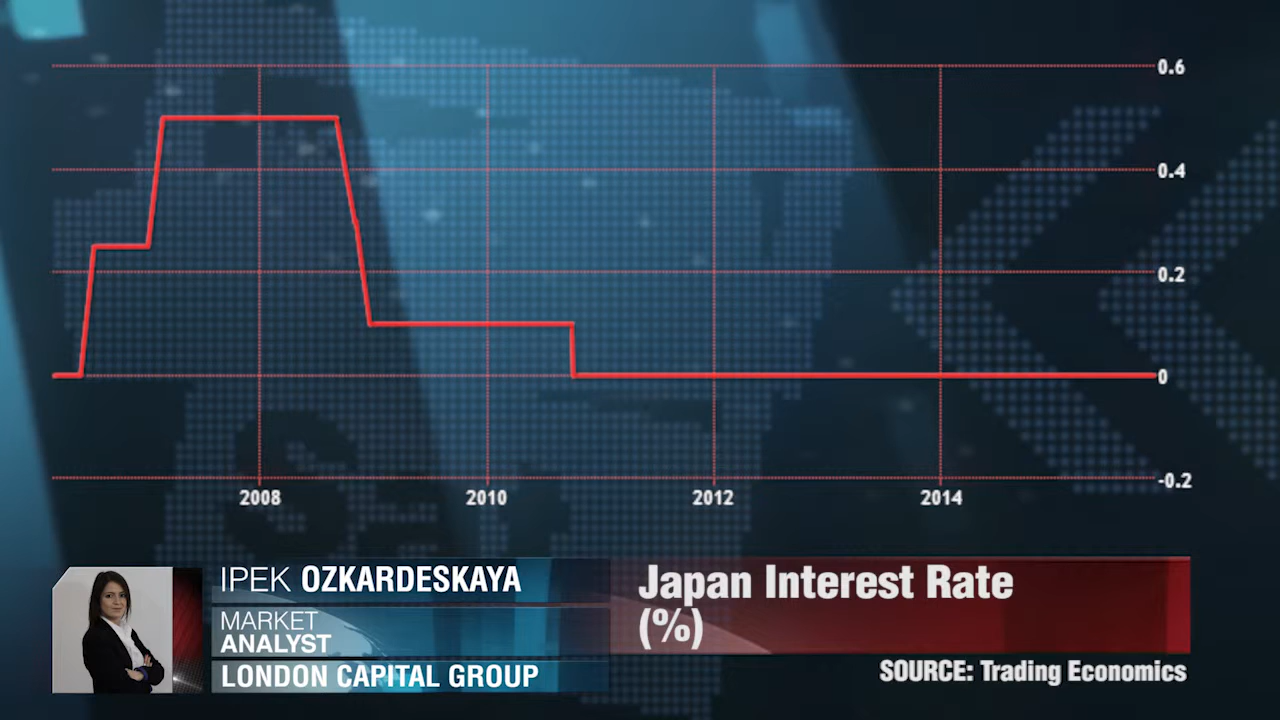 0.6
0.4
0.2
0
-0.2
2008 2010 2012 2014
IPEK OZKARDESKAYA
MARKET
ANALYST
LONDON CAPITAL GROUP
Japan Interest Rate
(%)
SOURCE: Trading Economics